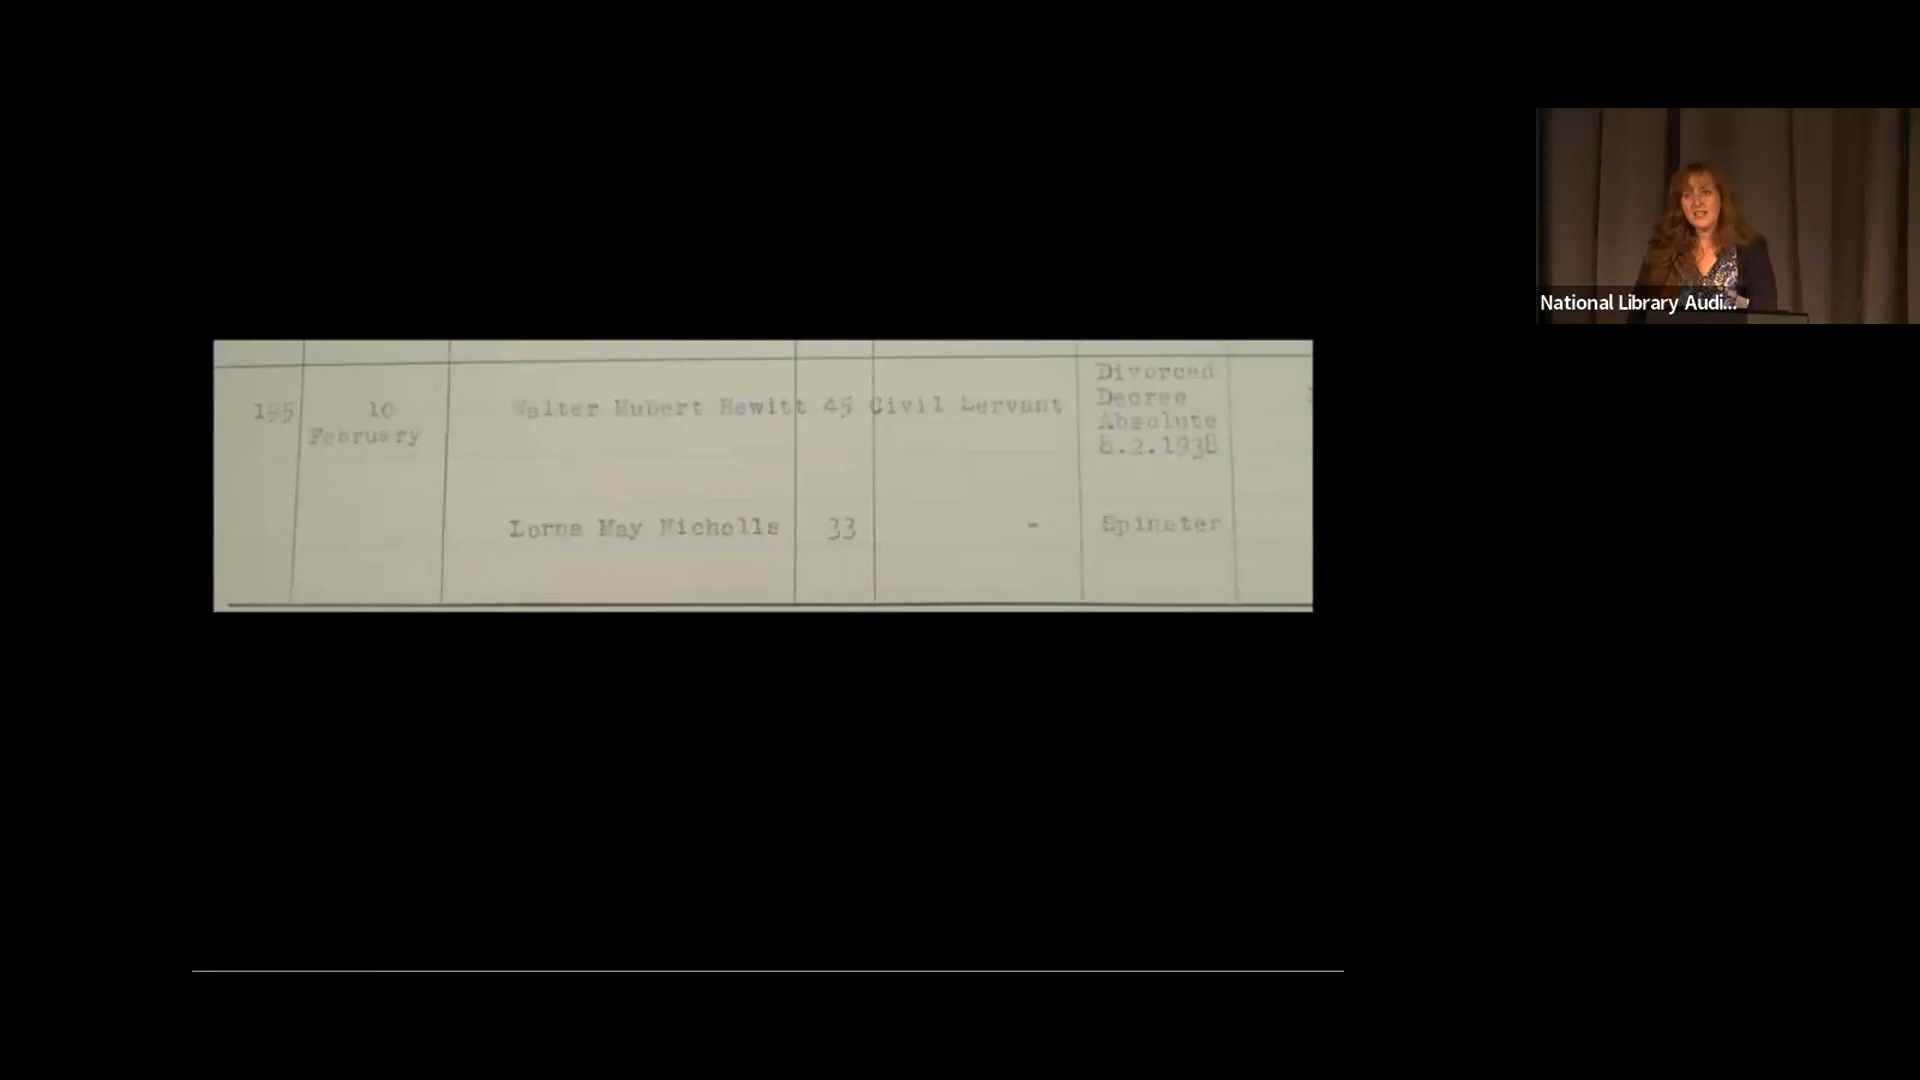 195 10 Walter Hubert Hewitt 45 Civil Servant Divorced
February Decree
Absolute
8.2.1938
Lorna May Nicholls 33 - Spinster
National Library Audi...